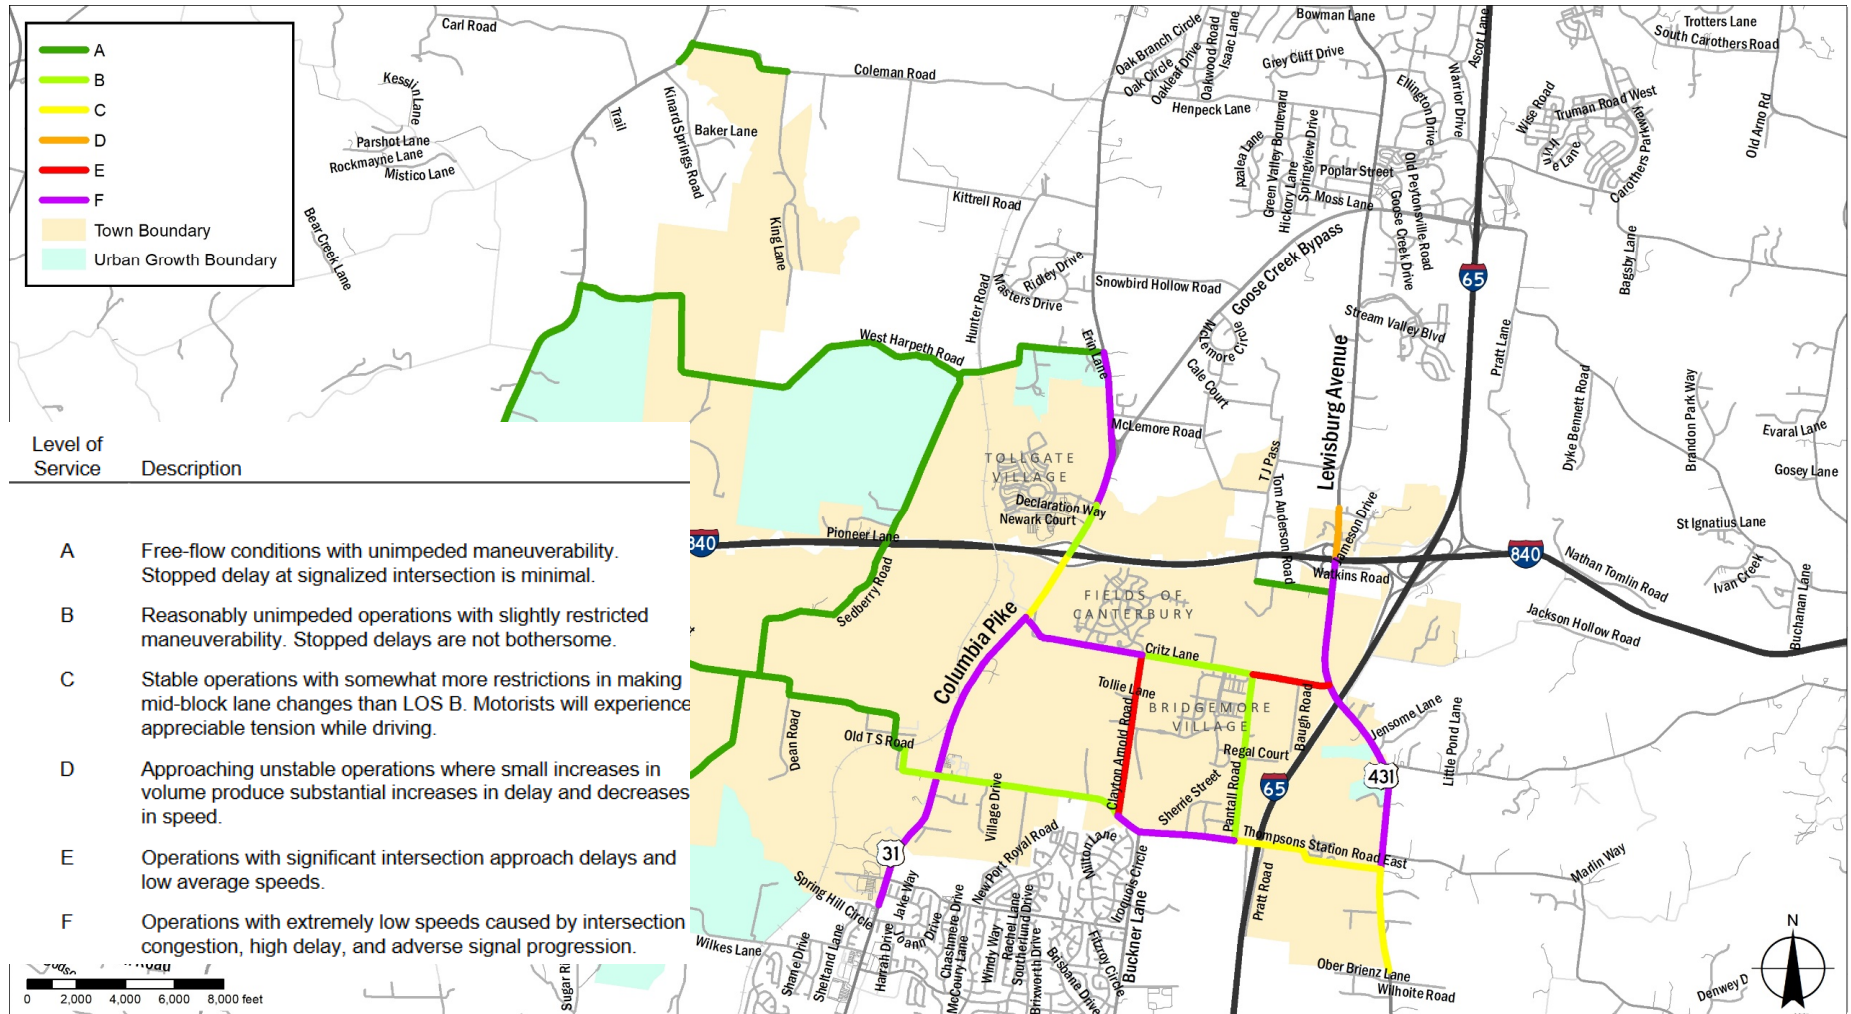 A
B
C
D
E
F
Town Boundary
Urban Growth Boundary
Carl Road
Kesslin Lane
Parshot Lane
Rockmayne Lane
Mistico Lane
Bear Creek Lane
Trail
Kinard Springs Road
Baker Lane
King Lane
Coleman Road
Kittrell Road
Hunter Road
Ridley Drive
Masters Drive
West Harpeth Road
Erin Lane
Oak Branch Circle
Oak Circle
Oakleaf Drive
Oakwood Road
Isaac Lane
Bowman Lane
Grey Cliff Drive
Henpeck Lane
Azalea Lane
Green Valley Boulevard
Hickory Lane
Springview Drive
Poplar Street
Moss Lane
Ellington Drive
Warrior Drive
Ascot Lane
Old Peytonsville Road
Goose Creek Drive
Snowbird Hollow Road
Goose Creek Bypass
McLemore Circle
Cale Court
McLemore Road
Stream Valley Blvd
65
Trotters Lane
South Carothers Road
Wise Road
Truman Road West
Irvine Lane
Carothers Parkway
Old Arno Rd
Bagsby Lane
Pratt Lane
Dyke Bennett Road
Brandon Park Way
Evaral Lane
Gosey Lane
Lewisburg Avenue
T J Pass
Tom Anderson Road
Jameson Drive
Watkins Road
TOLLGATE
VILLAGE
Declaration Way
Newark Court
Pioneer Lane
840
Sedberry Road
Columbia Pike
FIELDS OF
CANTERBURY
Critz Lane
Tollie Lane
BRIDGEMORE
VILLAGE
Clayton Arnold Road
Baugh Road
Regal Court
Sherrie Street
Pantall Road
65
Thompsons Station Road East
Pratt Road
Jensome Lane
Little Pond Lane
431
840
St Ignatius Lane
Nathan Tomlin Road
Ivan Creek
Buchanan Lane
Jackson Hollow Road
Marlin Way
Ober Brienz Lane
Wilhoite Road
Denwey D
Dean Road
Old T S Road
Village Drive
31
Spring Hill Circle
Jake Way
New Port Royal Road
Milton Lane
Iroquois Circle
Buckner Lane
Fitzroy Circle
Brisbane Drive
Brixworth Drive
Southerlund Drive
Rachel Lane
Windy Way
McCoury Lane
Chashmere Drive
Joann Drive
Harrah Drive
Shetland Lane
Shane Drive
Wilkes Lane
Sugar Ri
Road
Level of
Service Description
A Free-flow conditions with unimpeded maneuverability.
Stopped delay at signalized intersection is minimal.
B Reasonably unimpeded operations with slightly restricted
maneuverability. Stopped delays are not bothersome.
C Stable operations with somewhat more restrictions in making
mid-block lane changes than LOS B. Motorists will experience
appreciable tension while driving.
D Approaching unstable operations where small increases in
volume produce substantial increases in delay and decreases
in speed.
E Operations with significant intersection approach delays and
low average speeds.
F Operations with extremely low speeds caused by intersection
congestion, high delay, and adverse signal progression.
0 2,000 4,000 6,000 8,000 feet
N